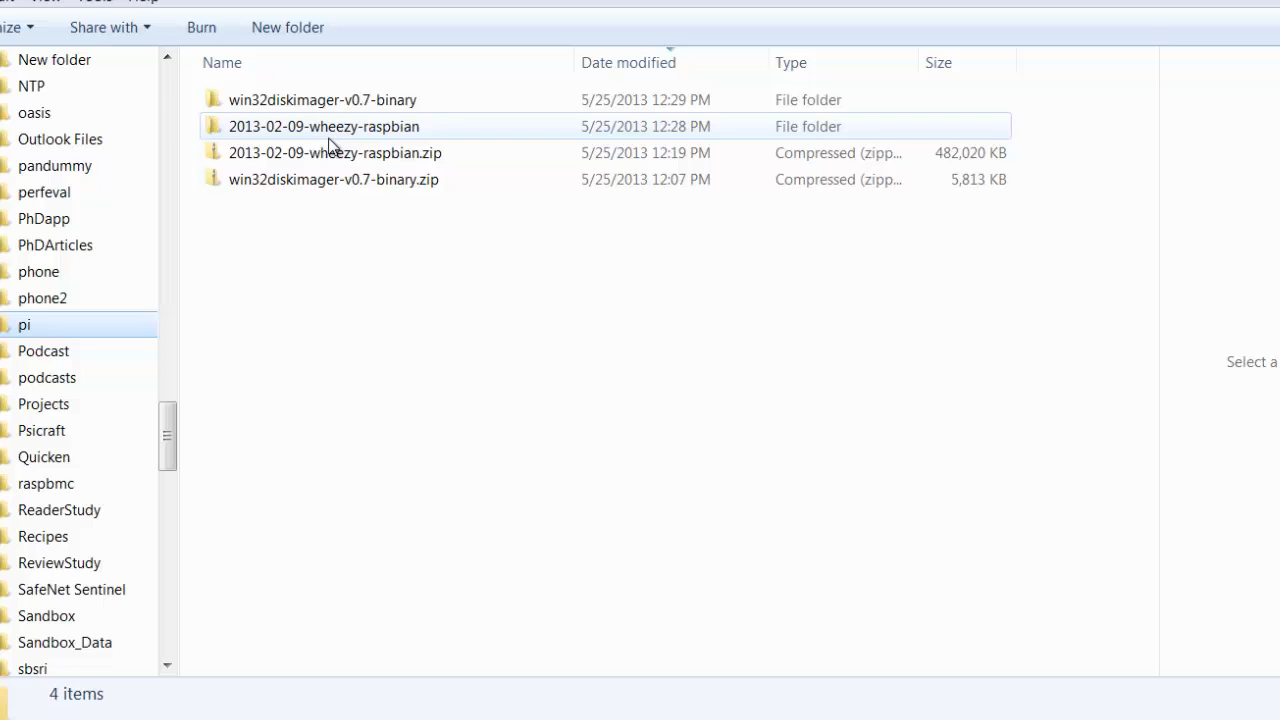 ize Share with Burn New folder
Name Date modified Type Size
New folder
NTP
oasis
Outlook Files
pandummy
perfeval
PhDapp
PhDArticles
phone
phone2
pi
Podcast
podcasts
Projects
Psicraft
Quicken
raspbmc
ReaderStudy
Recipes
ReviewStudy
SafeNet Sentinel
Sandbox
Sandbox_Data
sbsri
win32diskimager-v0.7-binary 5/25/2013 12:29 PM File folder
2013-02-09-wheezy-raspbian 5/25/2013 12:28 PM File folder
2013-02-09-wheezy-raspbian.zip 5/25/2013 12:19 PM Compressed (zipp... 482,020 KB
win32diskimager-v0.7-binary.zip 5/25/2013 12:07 PM Compressed (zipp... 5,813 KB
Select a
4 items